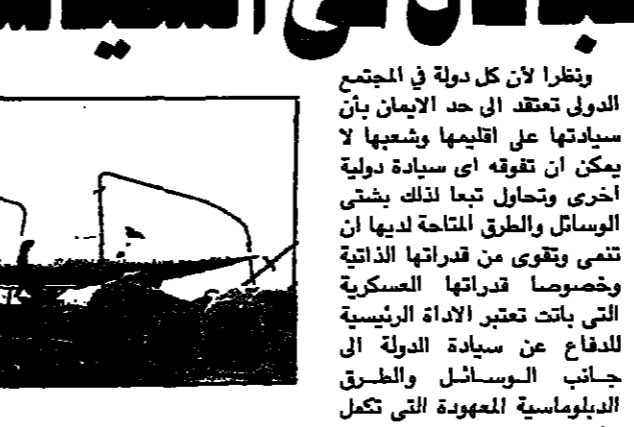 ونظرا لأن كل دولة في المجتمع
الدولى تعتقد الى حد الايمان بأن
سيادتها على اقليمها وشعبها لا
يمكن ان تفوقه اى سيادة دولية
أخرى وتحاول تبعا لذلك بشتى
الوسائل والطرق المتاحة لديها ان
تنمى وتقوى من قدراتها الذاتية
وخصوصا قدراتها العسكرية
التى باتت تعتبر الاداة الرئيسية
للدفاع عن سيادة الدولة الى
جانب الوسائل والطرق
الدبلوماسية المعهودة التى تكمل